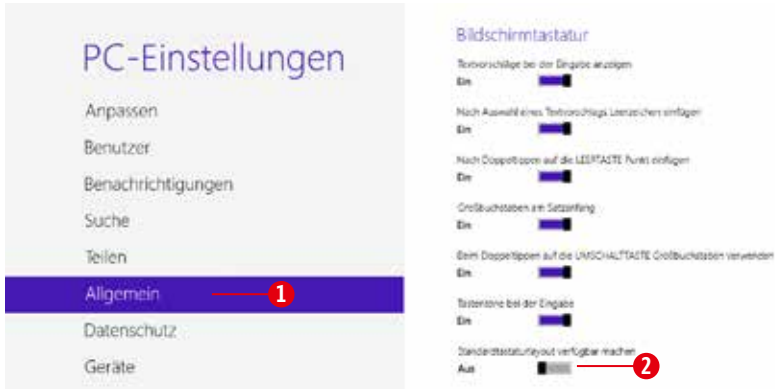 PC-Einstellungen
Anpassen
Benutzer
Benachrichtigungen
Suche
Teilen
Allgemein
1
Datenschutz
Geräte
Bildschirmtastatur
Textvorschläge bei der Eingabe anzeigen
Ein
Nach Auswahl eines Textvorschlags Leerzeichen einfügen
Ein
Nach Doppeltippen auf die LEERTASTE Punkt einfügen
Ein
Großbuchstaben am Satzanfang
Ein
Beim Doppeltippen auf die UMSCHALTTASTE Großbuchstaben verwenden
Ein
Tastentöne bei der Eingabe
Ein
Standardtastaturlayout verfügbar machen
Aus
2